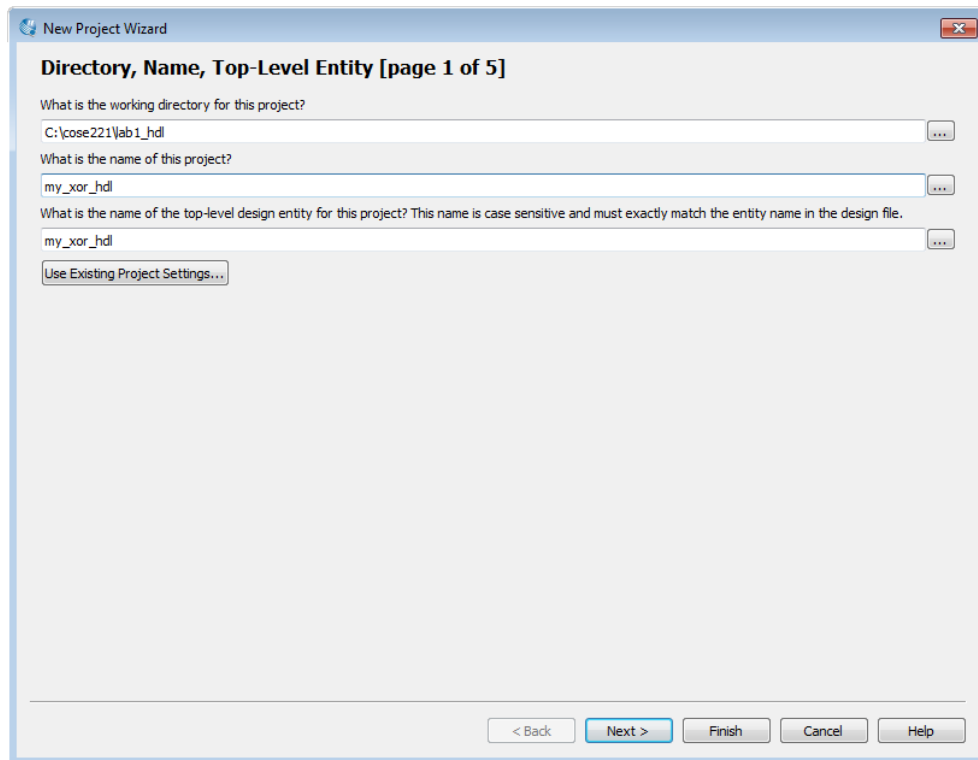 New Project Wizard
Directory, Name, Top-Level Entity [page 1 of 5]
What is the working directory for this project?
C:\cose221\lab1_hdl
...
What is the name of this project?
my_xor_hdl
...
What is the name of the top-level design entity for this project? This name is case sensitive and must exactly match the entity name in the design file.
my_xor_hdl
...
Use Existing Project Settings...
< Back Next > Finish Cancel Help